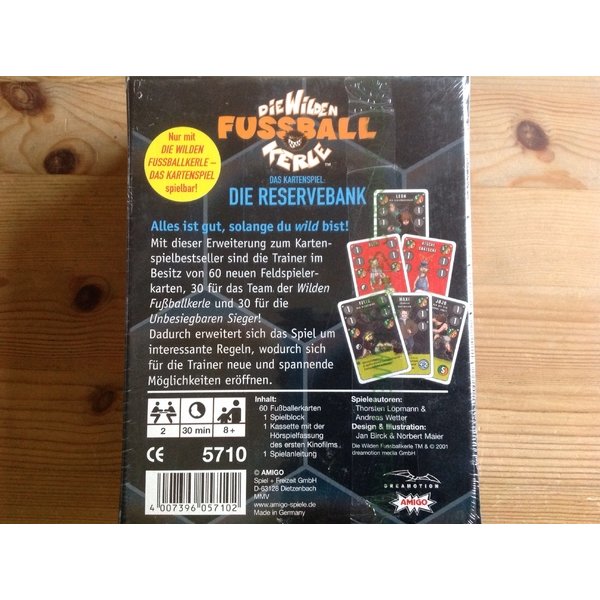 DIE WILDEN
FUSSBALL
KERLE
TM
DAS KARTENSPIEL:
DIE RESERVEBANK
Nur mit
DIE WILDEN
FUSSBALLKERLE –
DAS KARTENSPIEL
spielbar!
Alles ist gut, solange du wild bist!
Mit dieser Erweiterung zum Karten-
spielbestseller sind die Trainer im
Besitz von 60 neuen Feldspieler-
karten, 30 für das Team der Wilden
Fußballkerle und 30 für die
Unbesiegbaren Sieger!
Dadurch erweitert sich das Spiel um
interessante Regeln, wodurch sich
für die Trainer neue und spannende
Möglichkeiten eröffnen.
LEON
MAXI
JOJO
2
30 min
8+
CE 5710
Inhalt:
60 Fußballerkarten
1 Spielblock
1 Kassette mit der
Hörspielfassung
des ersten Kinofilms
1 Spielanleitung
Spieleautoren:
Thorsten Löpmann &
Andreas Wetter
Design & Illustration:
Jan Birck & Norbert Maier
Die Wilden Fussballkerle TM & © 2001
dreamotion media GmbH
© AMIGO
Spiel + Freizeit GmbH
D-63128 Dietzenbach
MMV
www.amigo-spiele.de
Made in Germany
4 007396 057102
DREAMOTION
AMIGO